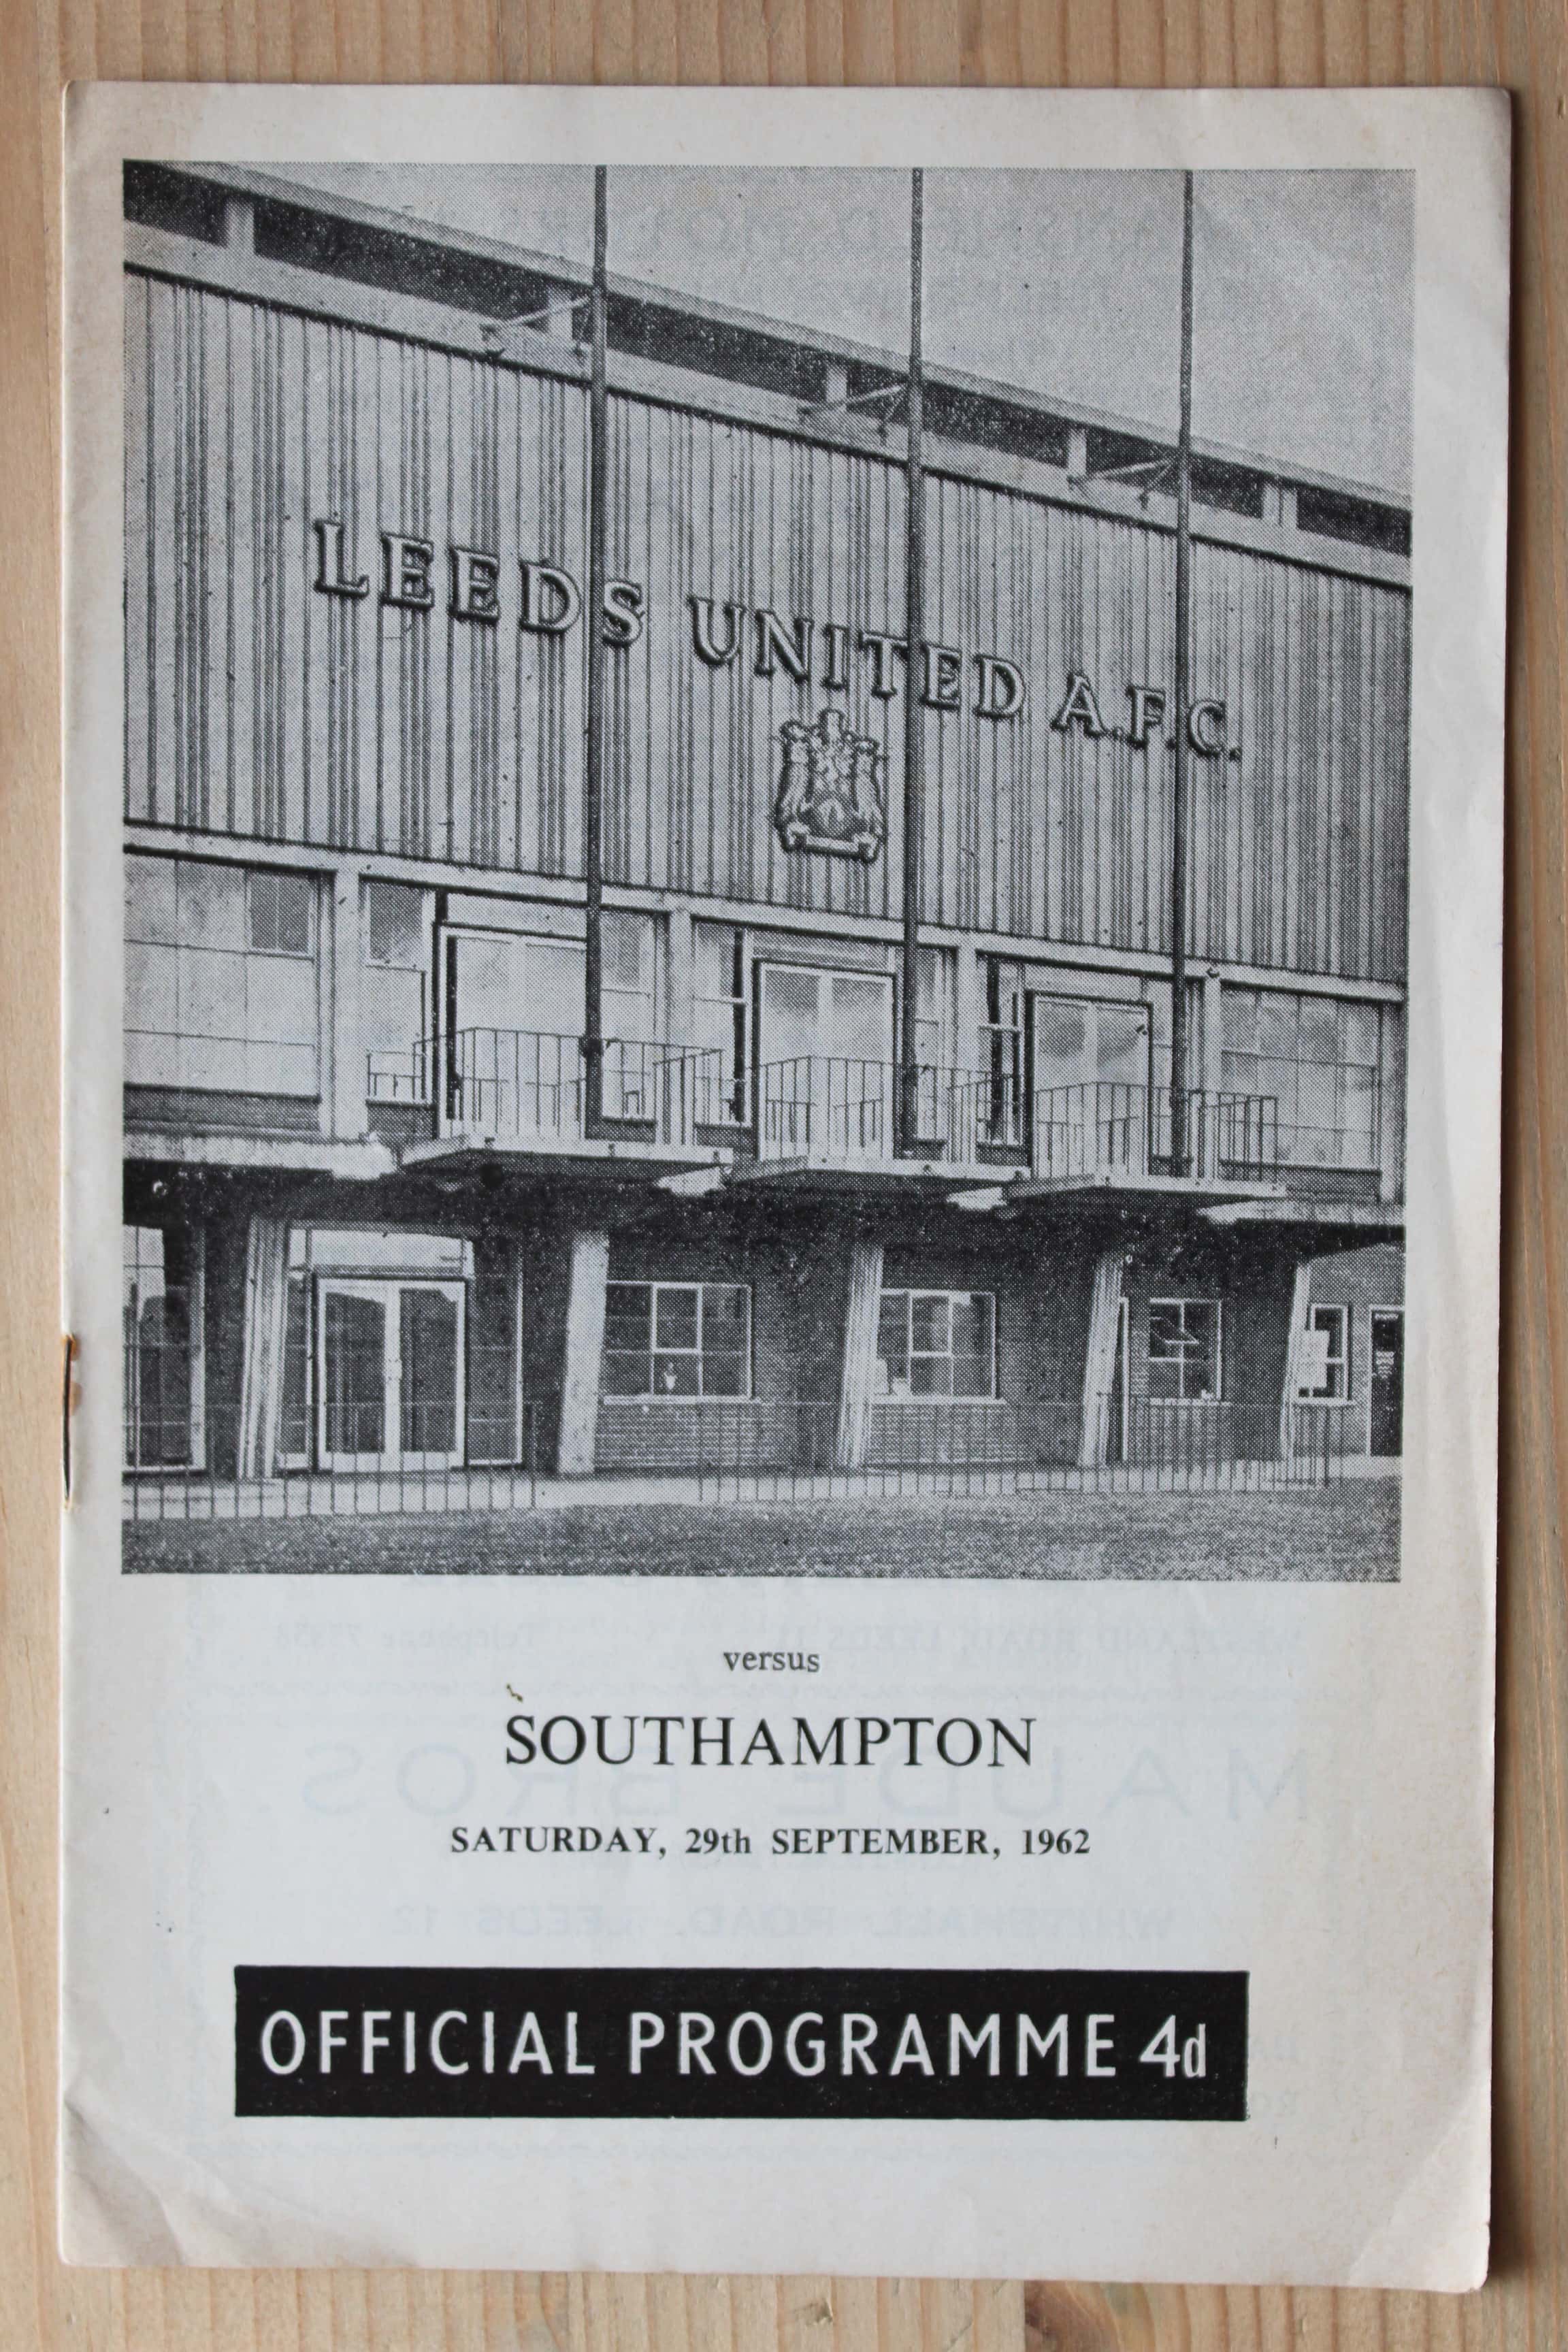 LEEDS UNITED A.F.C.
versus
SOUTHAMPTON
SATURDAY, 29th SEPTEMBER, 1962
OFFICIAL PROGRAMME 4d